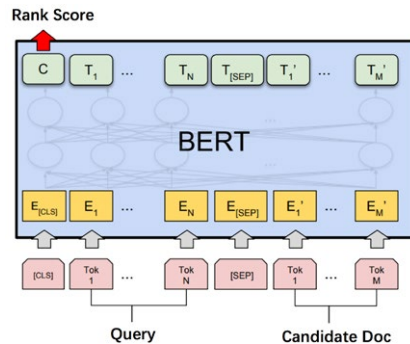 Rank Score
C T1 ... TN T[SEP] T1' ... TM'
BERT
E[CLS] E1 ... EN E[SEP] E1' ... EM'
[CLS] Tok 1 ... Tok N [SEP] Tok 1 ... Tok M
Query Candidate Doc